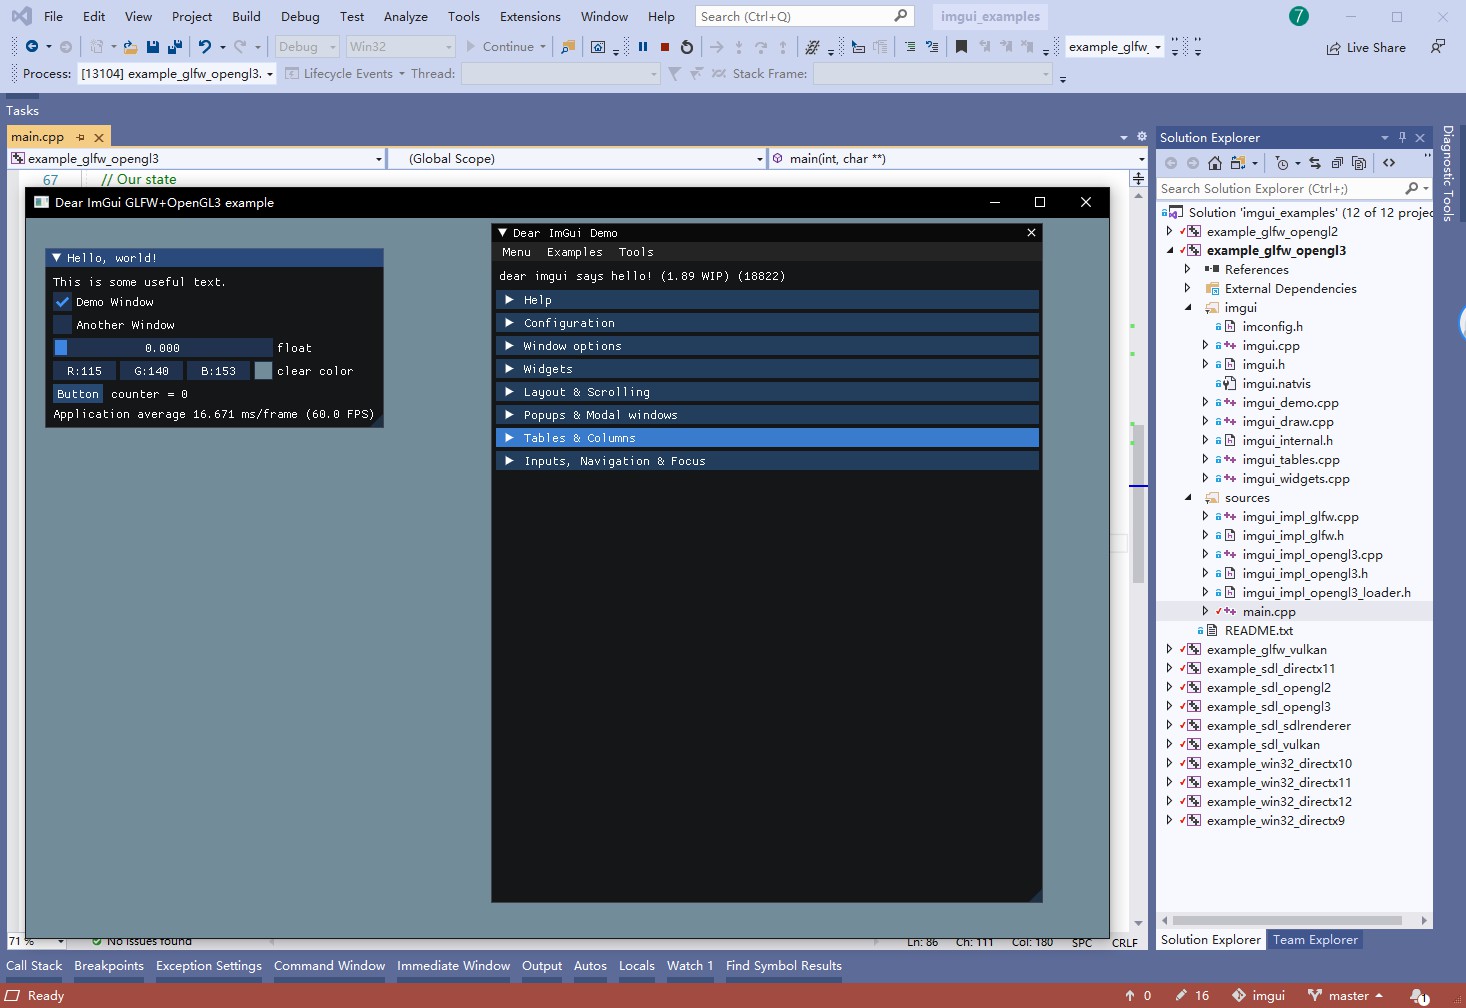 File Edit View Project Build Debug Test Analyze Tools Extensions Window Help Search (Ctrl+Q) imgui_examples 7
Debug Win32 Continue example_glfw_ Live Share
Process: [13104] example_glfw_opengl3. Lifecycle Events Thread: Stack Frame:
Tasks
main.cpp
example_glfw_opengl3 (Global Scope) main(int, char **)
67 // Our state
Dear ImGui GLFW+OpenGL3 example
Hello, world!
This is some useful text.
Demo Window
Another Window
0.000 float
R:115 G:140 B:153 clear color
Button counter = 0
Application average 16.671 ms/frame (60.0 FPS)
Dear ImGui Demo
Menu Examples Tools
dear imgui says hello! (1.89 WIP) (18822)
Help
Configuration
Window options
Widgets
Layout & Scrolling
Popups & Modal windows
Tables & Columns
Inputs, Navigation & Focus
71 % No issues found Ln: 86 Ch: 111 Col: 180 SPC CRLF
Solution Explorer
Search Solution Explorer (Ctrl+;)
Solution 'imgui_examples' (12 of 12 projec
example_glfw_opengl2
example_glfw_opengl3
References
External Dependencies
imgui
imconfig.h
imgui.cpp
imgui.h
imgui.natvis
imgui_demo.cpp
imgui_draw.cpp
imgui_internal.h
imgui_tables.cpp
imgui_widgets.cpp
sources
imgui_impl_glfw.cpp
imgui_impl_glfw.h
imgui_impl_opengl3.cpp
imgui_impl_opengl3.h
imgui_impl_opengl3_loader.h
main.cpp
README.txt
example_glfw_vulkan
example_sdl_directx11
example_sdl_opengl2
example_sdl_opengl3
example_sdl_sdlrenderer
example_sdl_vulkan
example_win32_directx10
example_win32_directx11
example_win32_directx12
example_win32_directx9
Solution Explorer Team Explorer
Diagnostic Tools
Call Stack Breakpoints Exception Settings Command Window Immediate Window Output Autos Locals Watch 1 Find Symbol Results
Ready 0 16 imgui master 1